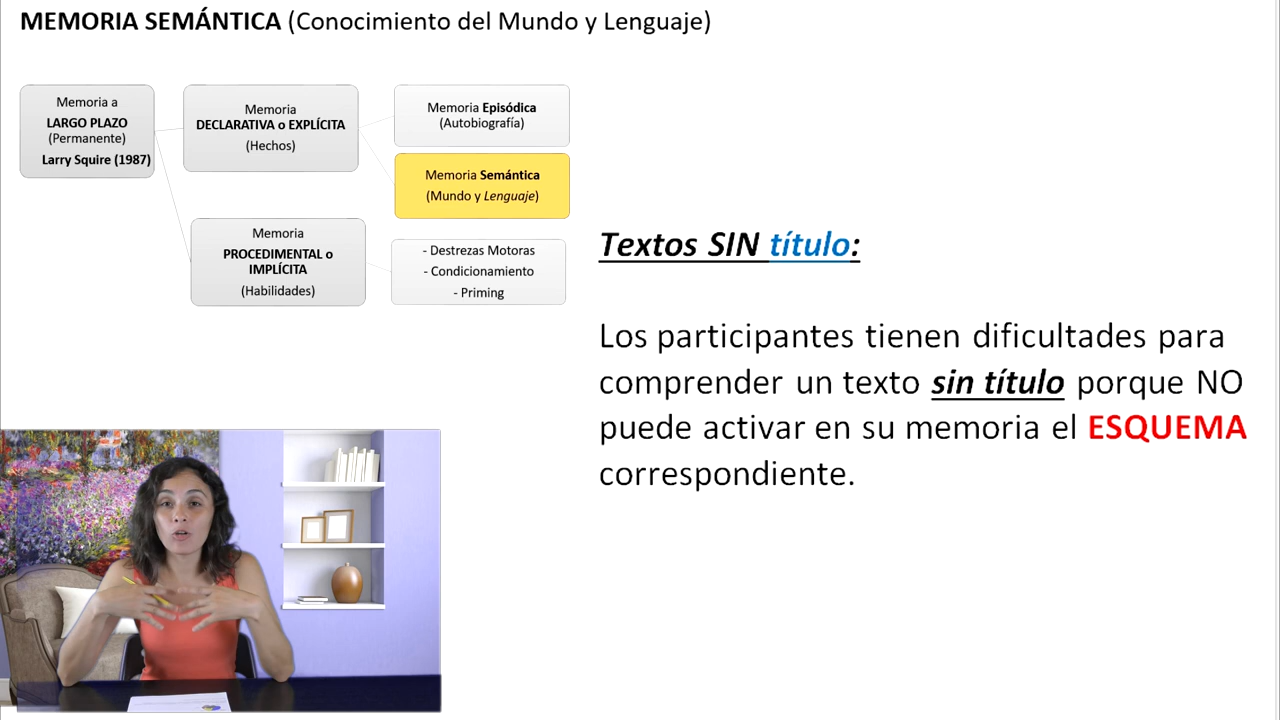 MEMORIA SEMÁNTICA (Conocimiento del Mundo y Lenguaje)
Memoria a
LARGO PLAZO
(Permanente)
Larry Squire (1987)
Memoria
DECLARATIVA o EXPLÍCITA
(Hechos)
Memoria Episódica
(Autobiografía)
Memoria Semántica
(Mundo y Lenguaje)
Memoria
PROCEDIMENTAL o
IMPLÍCITA
(Habilidades)
- Destrezas Motoras
- Condicionamiento
- Priming
Textos SIN título:
Los participantes tienen dificultades para
comprender un texto sin título porque NO
puede activar en su memoria el ESQUEMA
correspondiente.